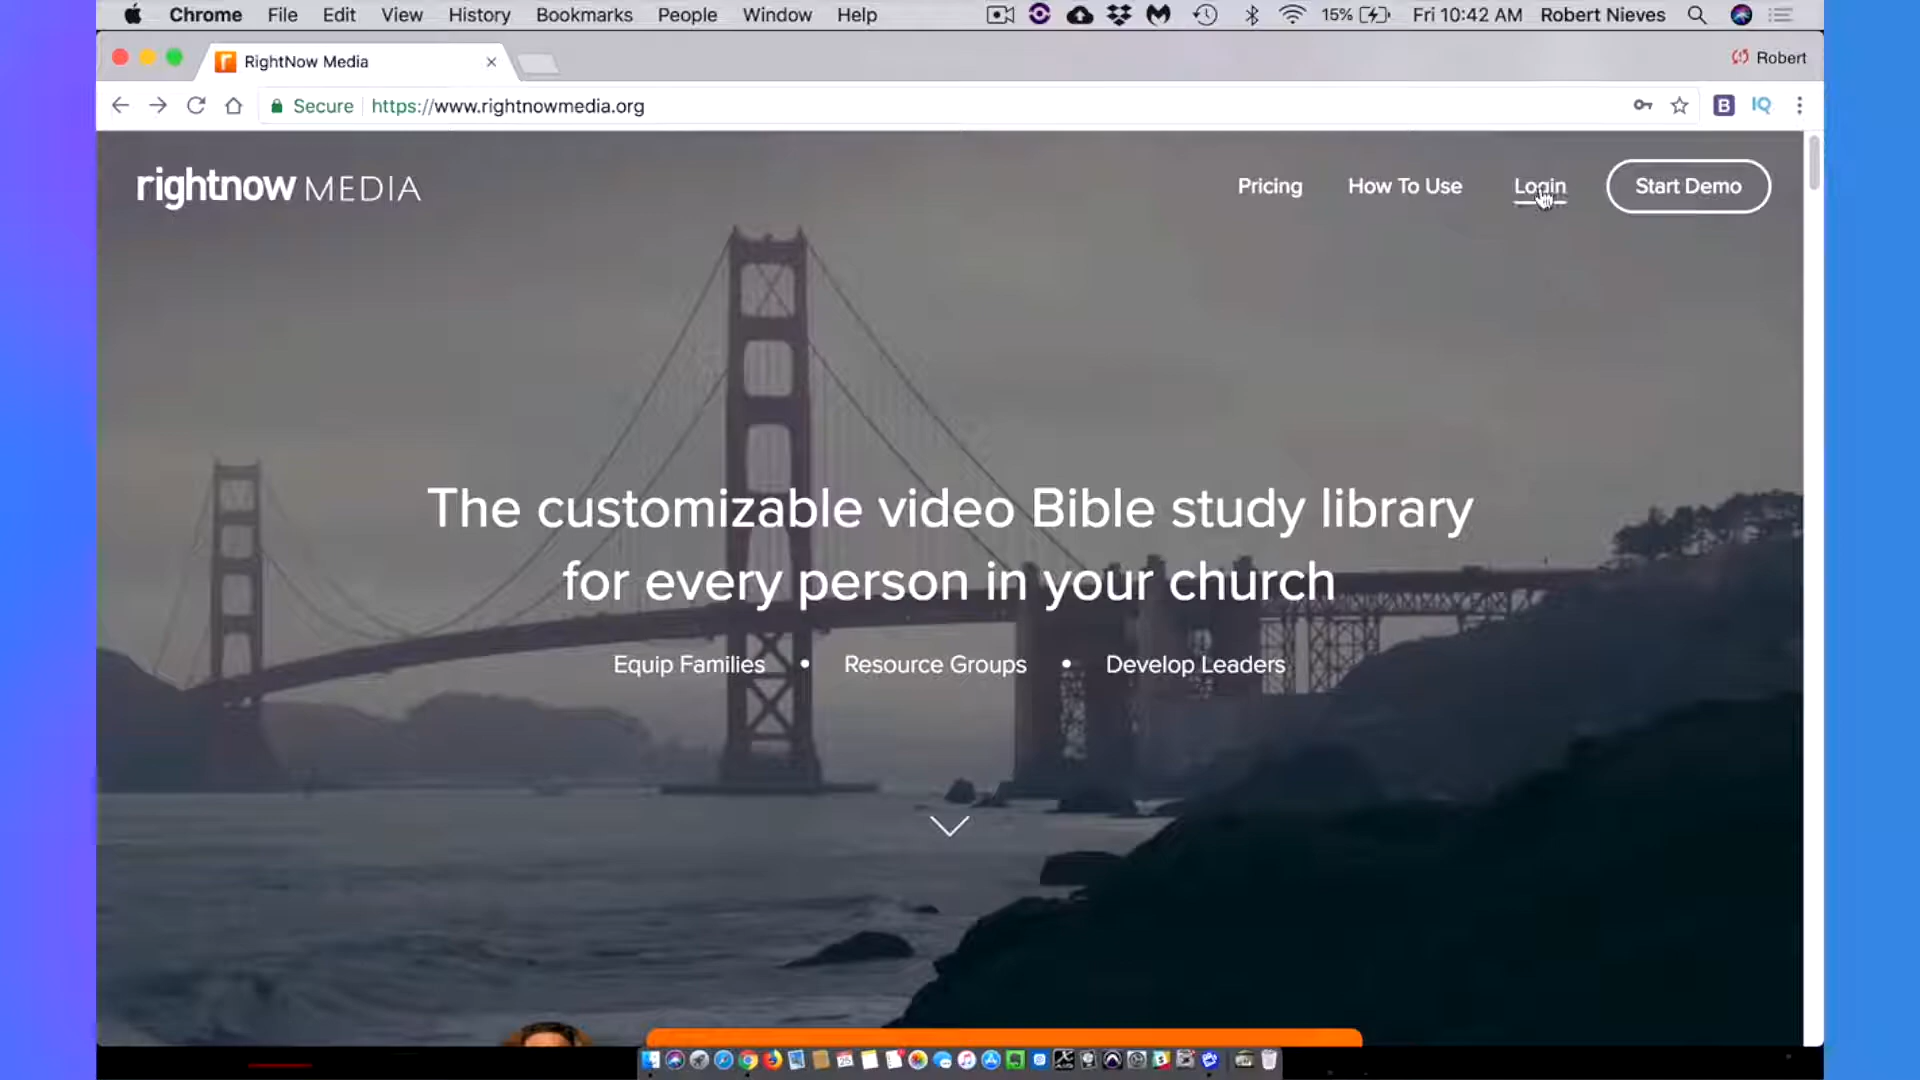 Chrome File Edit View History Bookmarks People Window Help 15% Fri 10:42 AM Robert Nieves
RightNow Media Robert
Secure https://www.rightnowmedia.org B IQ
rightnow MEDIA Pricing How To Use Login Start Demo
The customizable video Bible study library
for every person in your church
Equip Families • Resource Groups • Develop Leaders